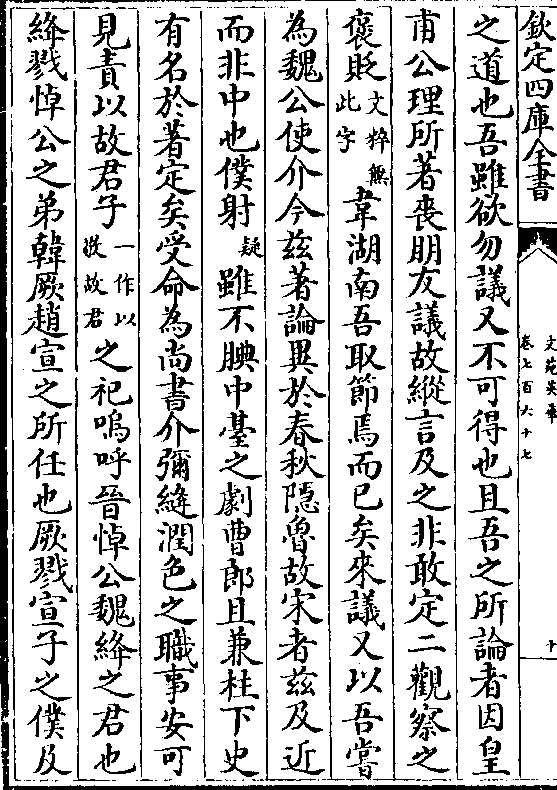 欽定四庫全書
文苑英華
卷七百六十七
十
之道也吾雖欲勿議又不可得也且吾之所論者因皇
甫公理所著喪朋友議故縱言及之非敢定二觀察之
褒貶文粹無此字韋湖南吾取節焉而已矣來議又以吾嘗
為魏公使介今兹著論異於春秋隱魯故宋者兹及近
而非中也僕射疑雖不腆中臺之劇曹郎且兼柱下史
有名於著定矣受命為尚書介彌縫潤色之職事安可
見責以故君子一作以微故君之祀嗚呼晉悼公魏絳之君也
絳戮悼公之弟韓厥趙宣之所任也厥戮宣子之僕及